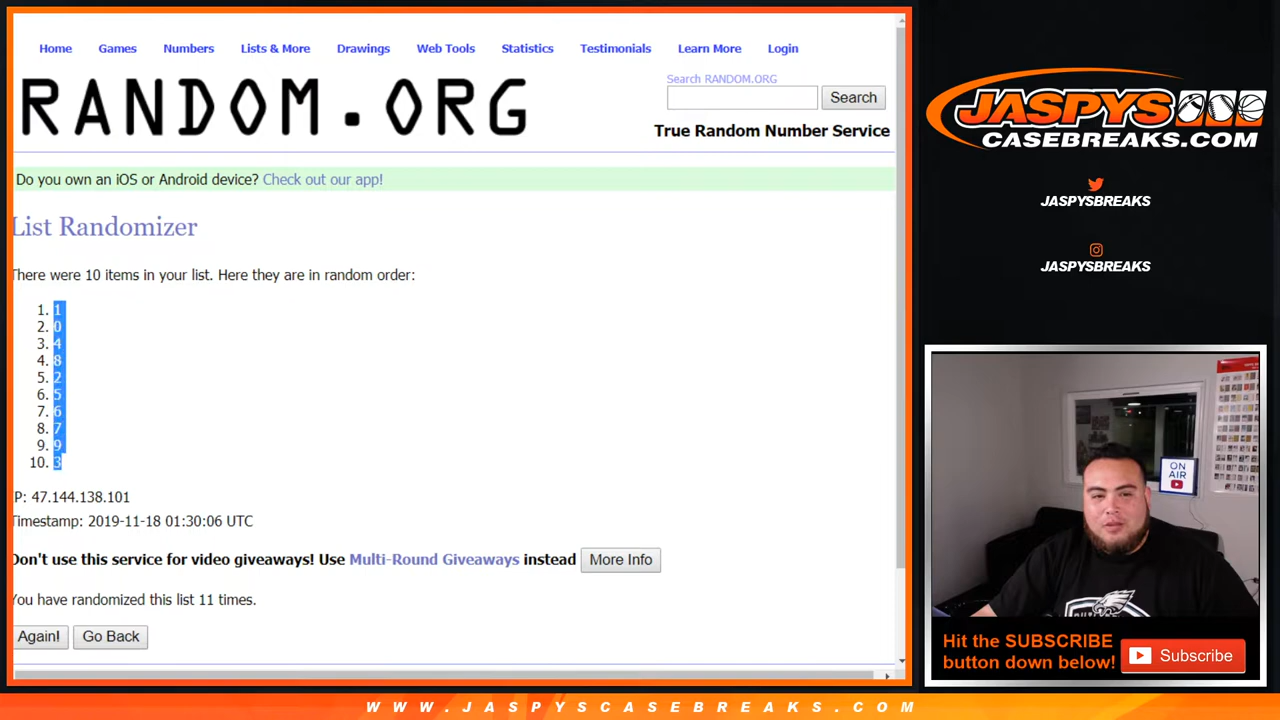 Home Games Numbers Lists & More Drawings Web Tools Statistics Testimonials Learn More Login
RANDOM.ORG
Search RANDOM.ORG
Search
True Random Number Service
Do you own an iOS or Android device? Check out our app!
List Randomizer
There were 10 items in your list. Here they are in random order:
1. 1
2. 0
3. 4
4. 8
5. 2
6. 5
7. 6
8. 7
9. 9
10. 3
IP: 47.144.138.101
Timestamp: 2019-11-18 01:30:06 UTC
Don't use this service for video giveaways! Use Multi-Round Giveaways instead More Info
You have randomized this list 11 times.
Again! Go Back
JASPYS
CASEBREAKS.COM
JASPYSBREAKS
JASPYSBREAKS
ON
AIR
Hit the SUBSCRIBE
button down below!
Subscribe
WWW.JASPYSCASEBREAKS.COM